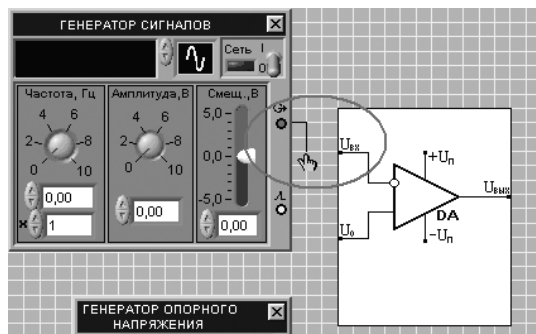 ГЕНЕРАТОР СИГНАЛОВ
Сеть I
0
Частота, Гц
4 6
2 8
0 10
0,00
× 1
Амплитуда,В
4 6
2 8
0 10
0,00
Смещ.,В
5,0
0,0
-5,0
0,00
Uвх
+Uп
Uвых
DA
U₀
-Uп
ГЕНЕРАТОР ОПОРНОГО
НАПРЯЖЕНИЯ